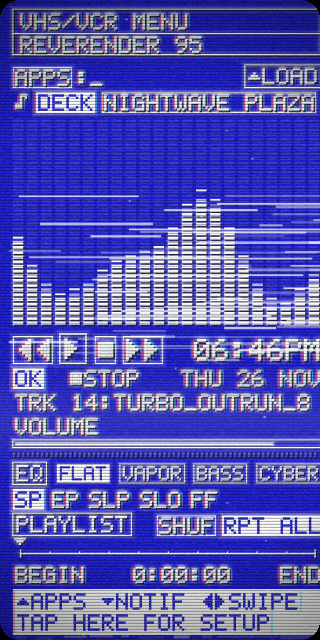 VHS/VCR MENU
REVERENDER 95
APPS:_ LOAD
DECK NIGHTWAVE PLAZA
06:46PM
OK STOP THU 26 NOV
TRK 14:TURBO_OUTRUN_8
VOLUME
EQ FLAT VAPOR BASS CYBER
SP EP SLP SLO FF
PLAYLIST SHUF RPT ALL
BEGIN 0:00:00 END
APPS NOTIF SWIPE
TAP HERE FOR SETUP